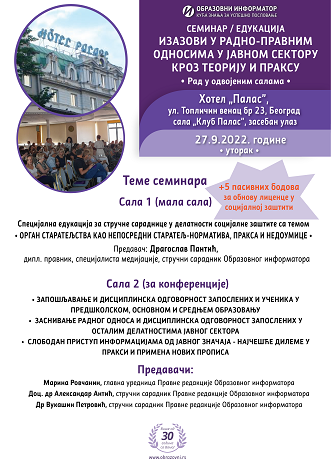 ОБРАЗОВНИ ИНФОРМАТОР
КУЋА ЗНАЊА ЗА УСПЕШНО ПОСЛОВАЊЕ
СЕМИНАР / ЕДУКАЦИЈА
ИЗАЗОВИ У РАДНО-ПРАВНИМ
ОДНОСИМА У ЈАВНОМ СЕКТОРУ
КРОЗ ТЕОРИЈУ И ПРАКСУ
• Рад у одвојеним салама •
HOTEL PALACE
Хотел „Палас",
ул. Топличин венац бр 23, Београд
сала „Клуб Палас", засебан улаз
27.9.2022. године
• уторак •
Теме семинара
Сала 1 (мала сала)
+5 пасивних бодова
за обнову лиценце у
социјалној заштити
Специјална едукација за стручне сараднике у делатности социјалне заштите са темом
• ОРГАН СТАРАТЕЉСТВА КАО НЕПОСРЕДНИ СТАРАТЕЉ-НОРМАТИВА, ПРАКСА И НЕДОУМИЦЕ •
Предавач: Драгослав Пантић,
дипл. правник, специјалиста медијације, стручни сарадник Образовног информатора
Сала 2 (за конференције)
• ЗАПОШЉАВАЊЕ И ДИСЦИПЛИНСКА ОДГОВОРНОСТ ЗАПОСЛЕНИХ И УЧЕНИКА У
ПРЕДШКОЛСКОМ, ОСНОВНОМ И СРЕДЊЕМ ОБРАЗОВАЊУ
• ЗАСНИВАЊЕ РАДНОГ ОДНОСА И ДИСЦИПЛИНСКА ОДГОВОРНОСТ ЗАПОСЛЕНИХ У
ОСТАЛИМ ДЕЛАТНОСТИМА ЈАВНОГ СЕКТОРА
• СЛОБОДАН ПРИСТУП ИНФОРМАЦИЈАМА ОД ЈАВНОГ ЗНАЧАЈА - НАЈЧЕШЋЕ ДИЛЕМЕ У
ПРАКСИ И ПРИМЕНА НОВИХ ПРОПИСА
Предавачи:
Марина Ровчанин, главна уредница Правне редакције Образовног информатора
Доц. др Александар Антић, стручни сарадник Правне редакције Образовног информатора
Др Вукашин Петровић, стручни сарадник Правне редакције Образовног информатора
30
www.obrazovni.rs